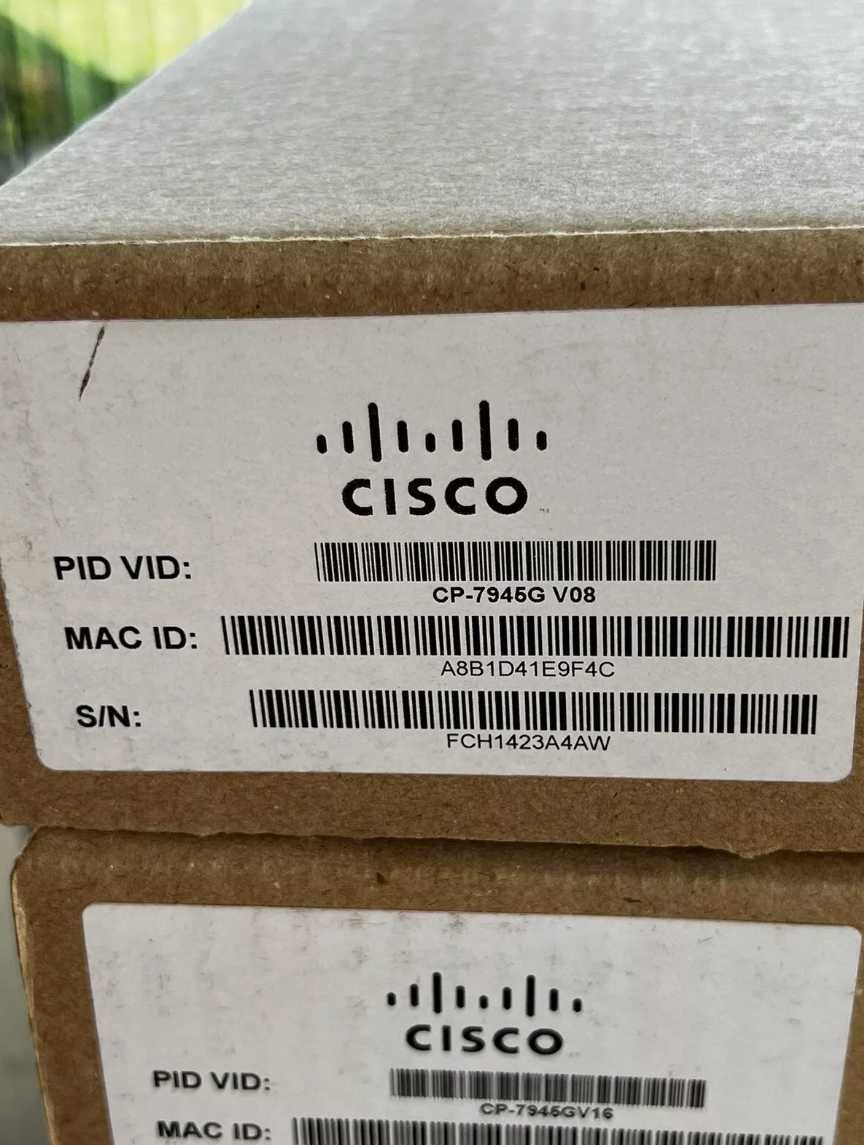 CISCO
PID VID:
CP-7945G V08
MAC ID:
A8B1D41E9F4C
S/N:
FCH1423A4AW
CISCO
PID VID:
CP-7945GV16
MAC ID: